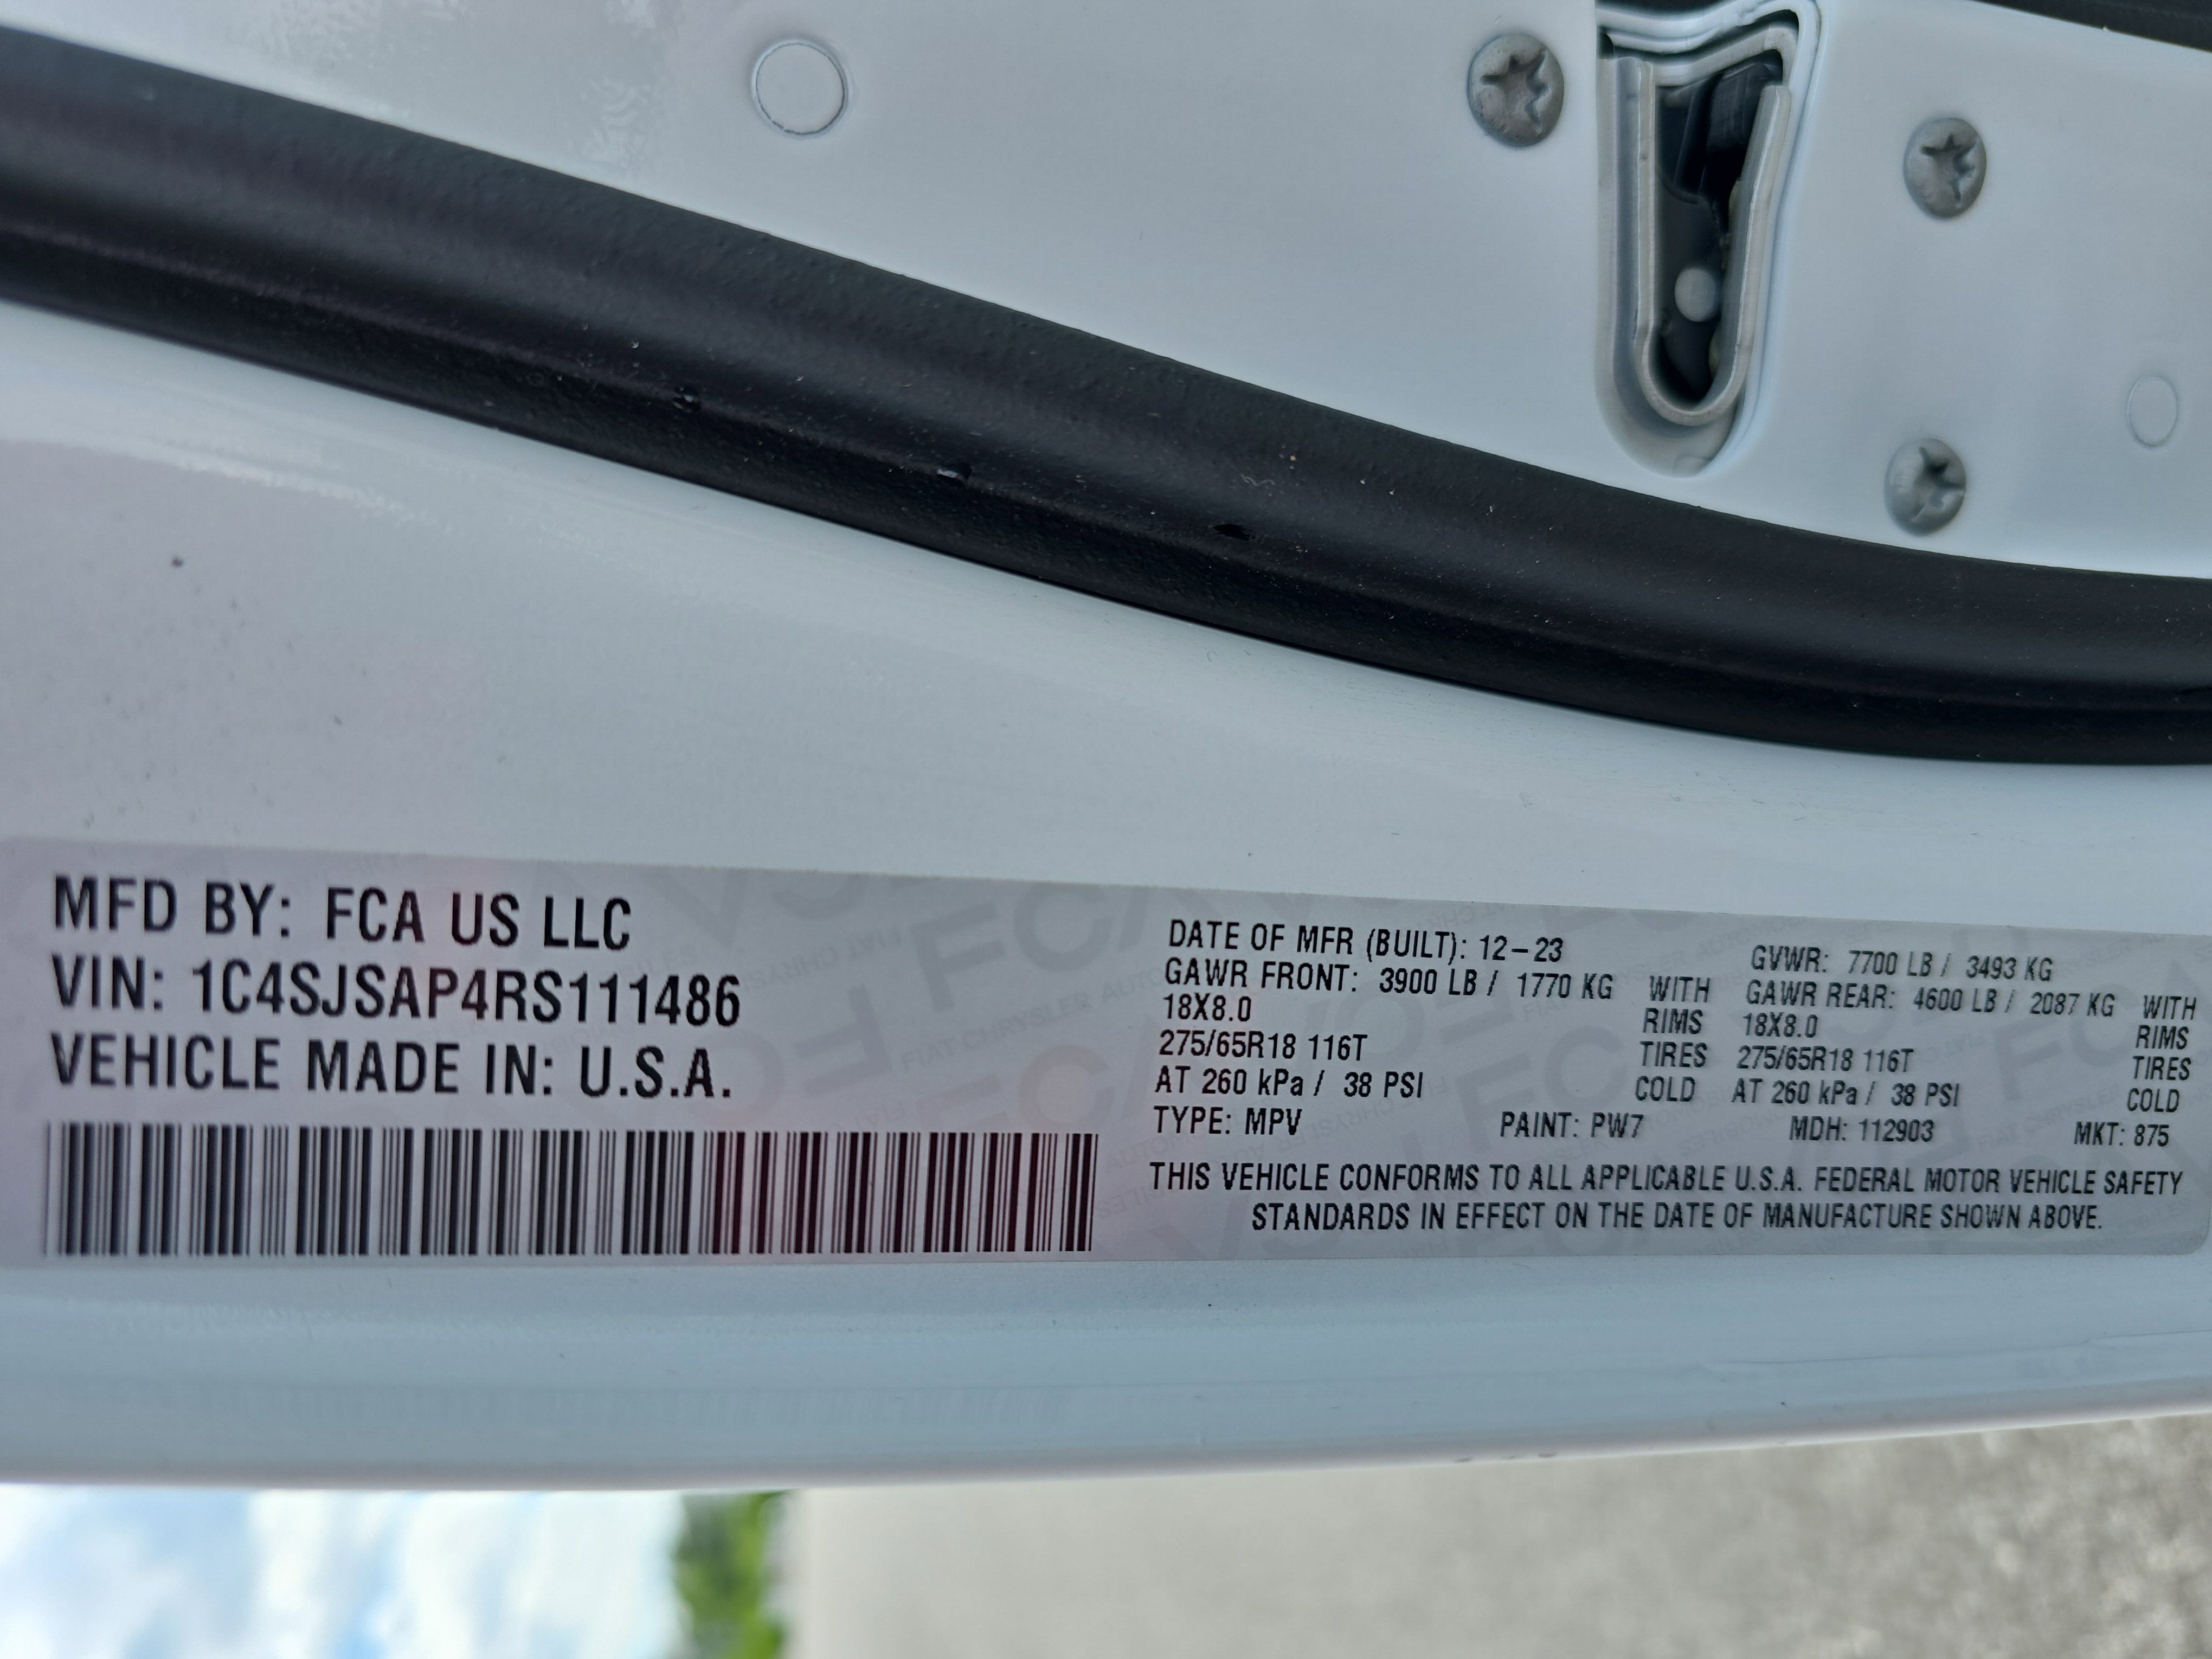 MFD BY: FCA US LLC
VIN: 1C4SJSAP4RS111486
VEHICLE MADE IN: U.S.A.
DATE OF MFR (BUILT): 12-23 GVWR: 7700 LB / 3493 KG
GAWR FRONT: 3900 LB / 1770 KG WITH GAWR REAR: 4600 LB / 2087 KG WITH
18X8.0 RIMS 18X8.0 RIMS
275/65R18 116T TIRES 275/65R18 116T TIRES
AT 260 kPa / 38 PSI COLD AT 260 kPa / 38 PSI COLD
TYPE: MPV PAINT: PW7 MDH: 112903 MKT: 875
THIS VEHICLE CONFORMS TO ALL APPLICABLE U.S.A. FEDERAL MOTOR VEHICLE SAFETY
STANDARDS IN EFFECT ON THE DATE OF MANUFACTURE SHOWN ABOVE.